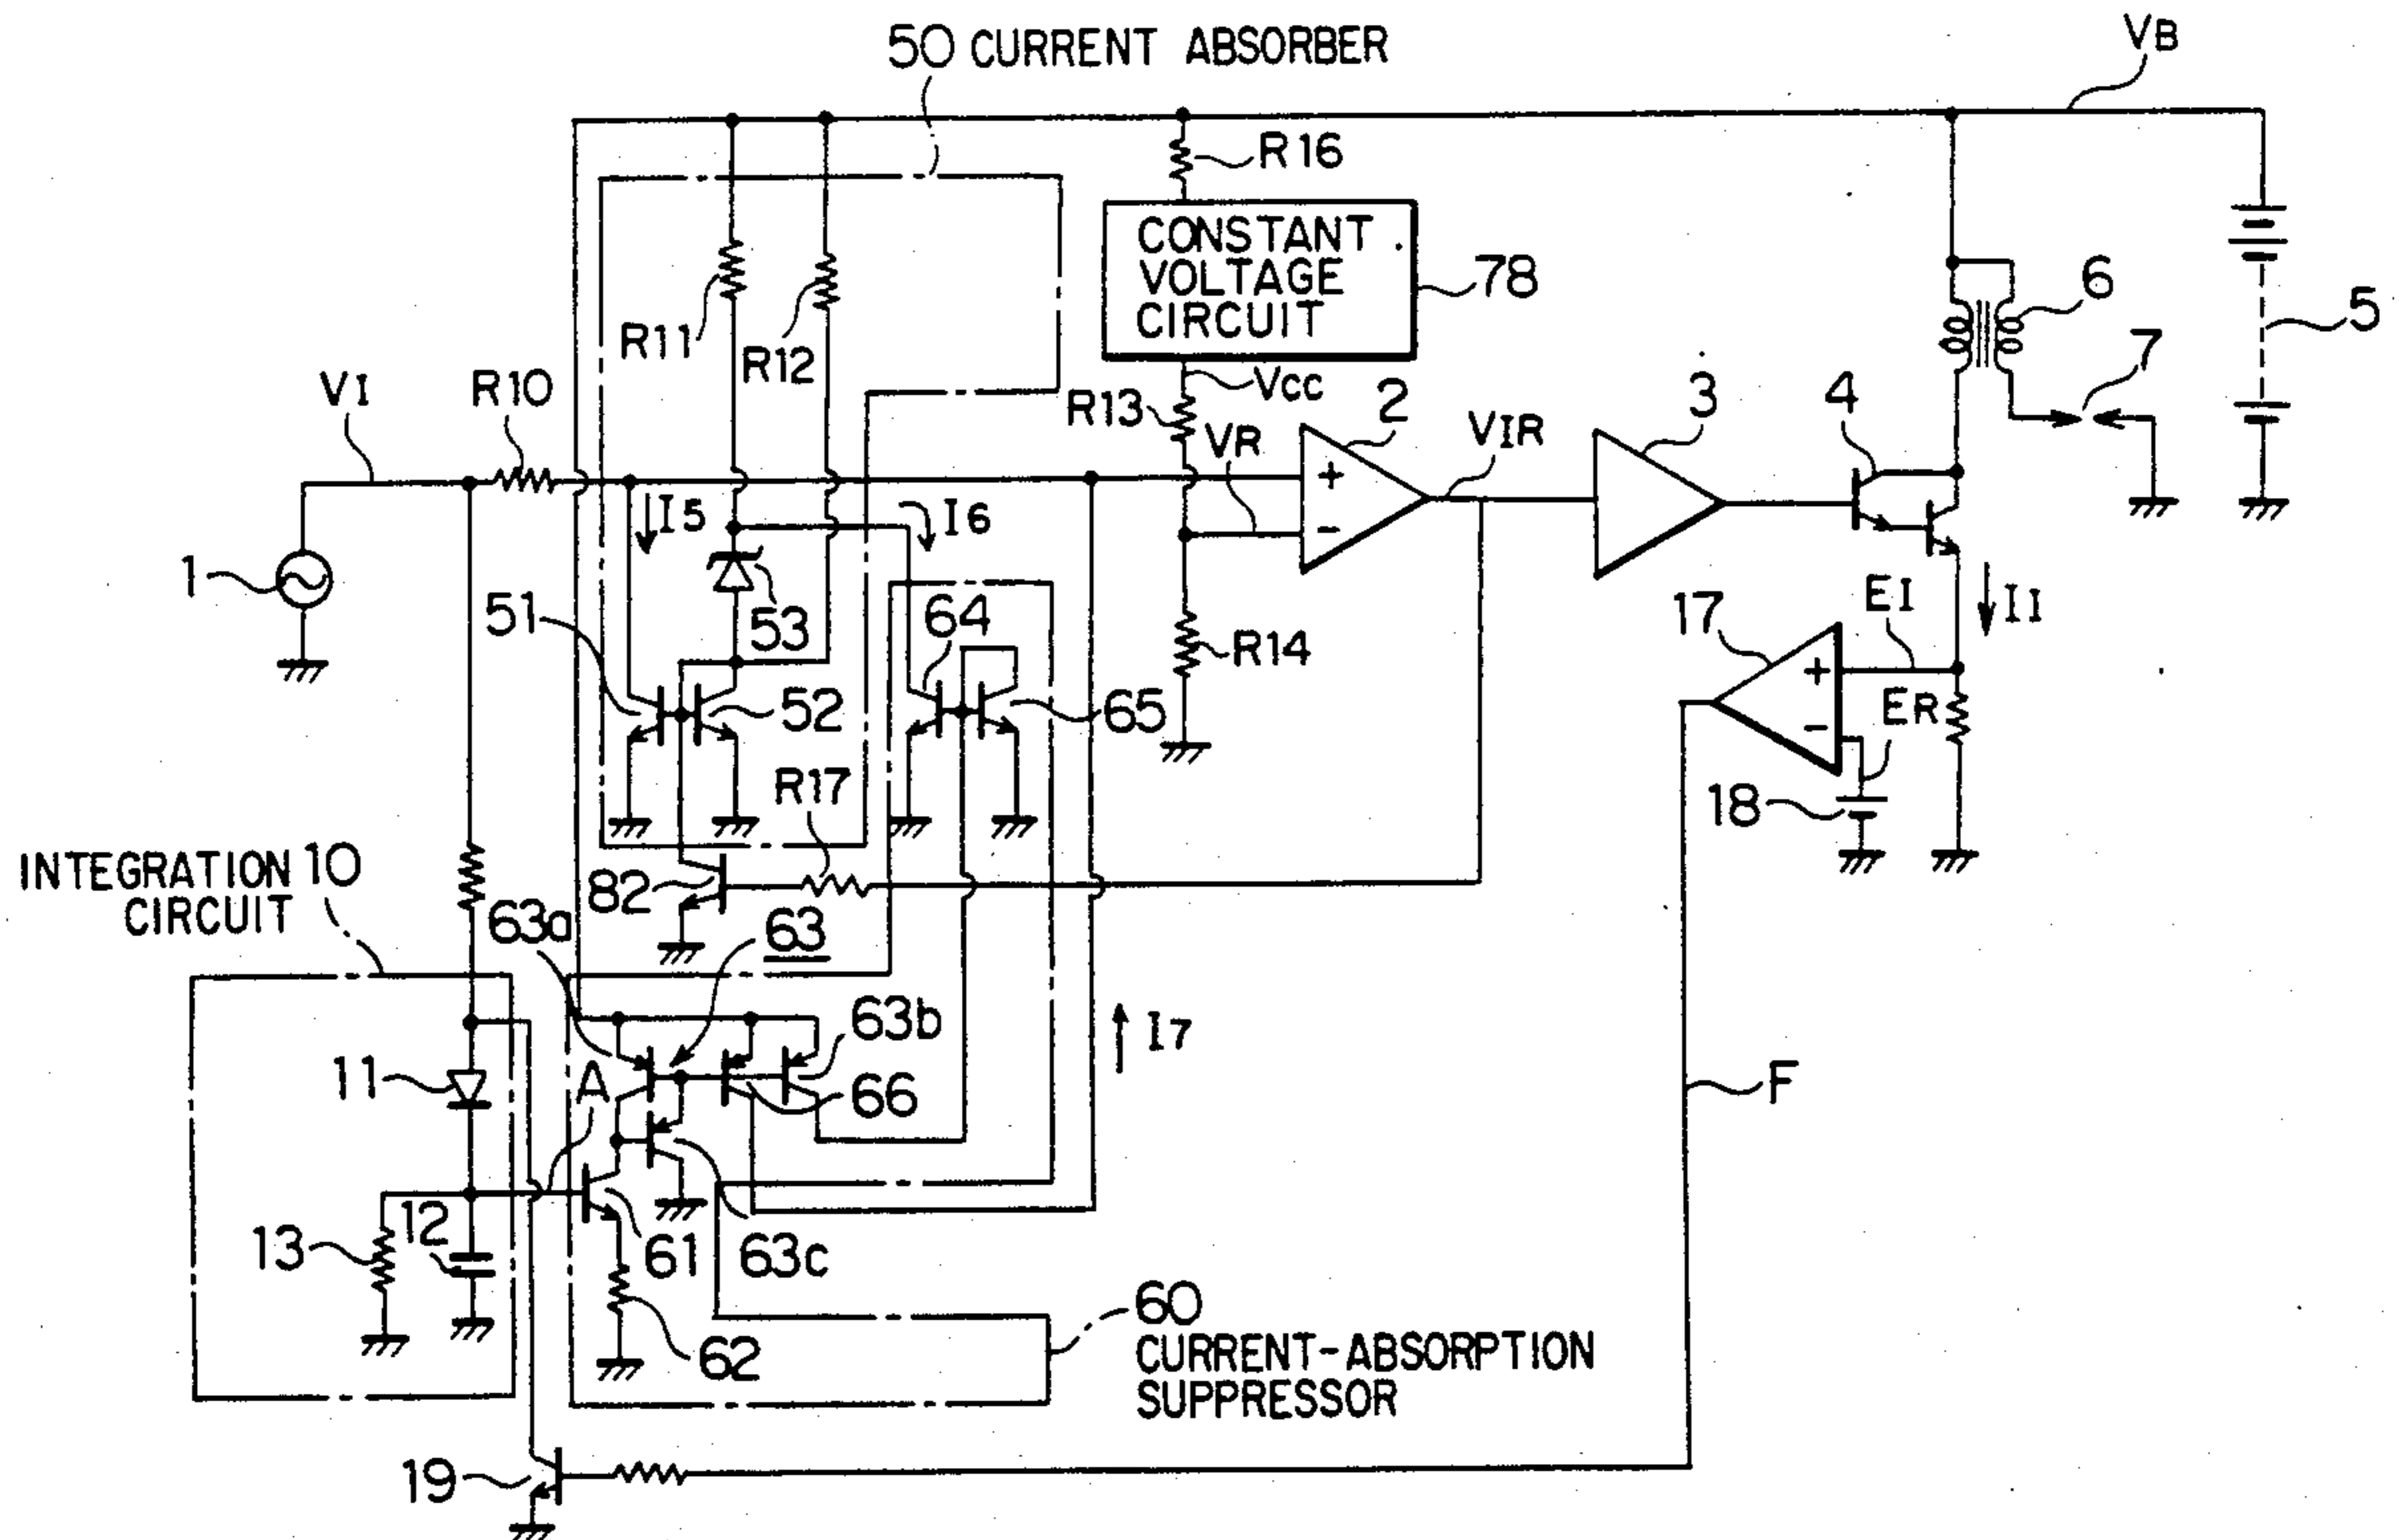 50 CURRENT ABSORBER
VB
R16
CONSTANT
VOLTAGE
CIRCUIT
78
R11
R12
6
5
7
VI
R10
VCC
R13
2
VR
VIR
3
4
+
-
I5
I6
1
51
53
64
R14
17
EI
II
+
-
ER
52
65
R17
18
INTEGRATION 10
CIRCUIT
82
63a
63
63b
I7
11
A
66
F
13
12
61
63c
62
60
CURRENT-ABSORPTION
SUPPRESSOR
19